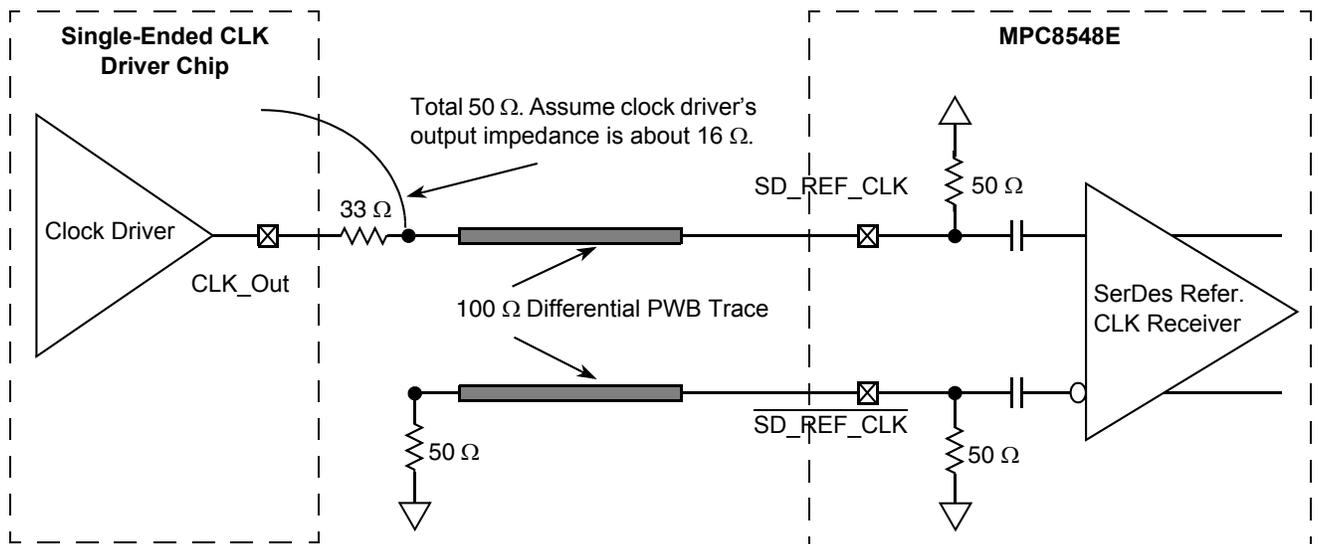 Single-Ended CLK
Driver Chip
MPC8548E
Total 50 Ω. Assume clock driver's
output impedance is about 16 Ω.
SD_REF_CLK
50 Ω
33 Ω
Clock Driver
CLK_Out
100 Ω Differential PWB Trace
SerDes Refer.
CLK Receiver
SD_REF_CLK
50 Ω
50 Ω